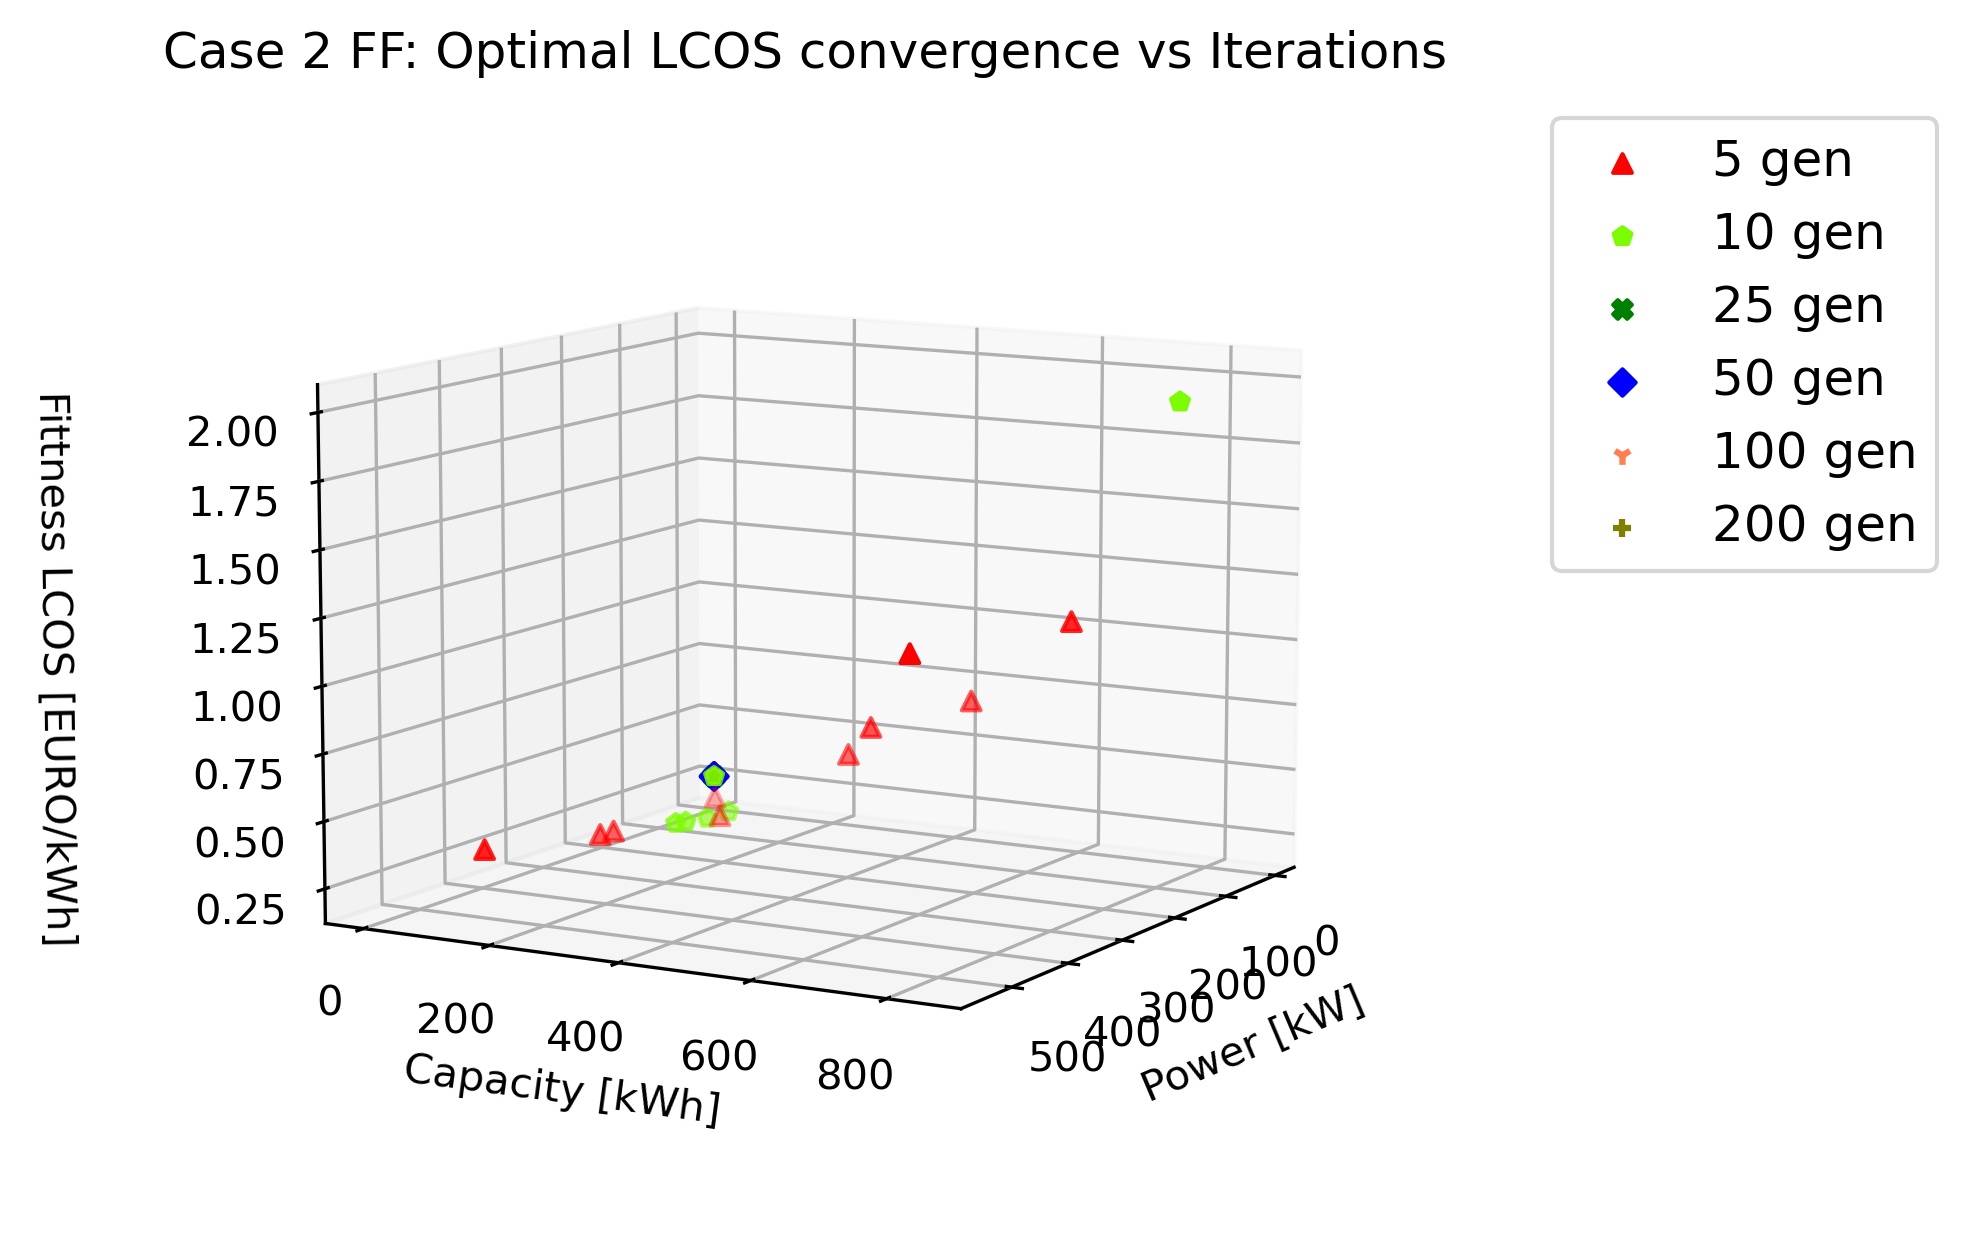 Case 2 FF: Optimal LCOS convergence vs Iterations
5 gen
10 gen
25 gen
50 gen
100 gen
200 gen
Fittness LCOS [EURO/kWh]
2.00
1.75
1.50
1.25
1.00
0.75
0.50
0.25
0
200
400
600
800
Capacity [kWh]
0
100
200
300
400
500
Power [kW]